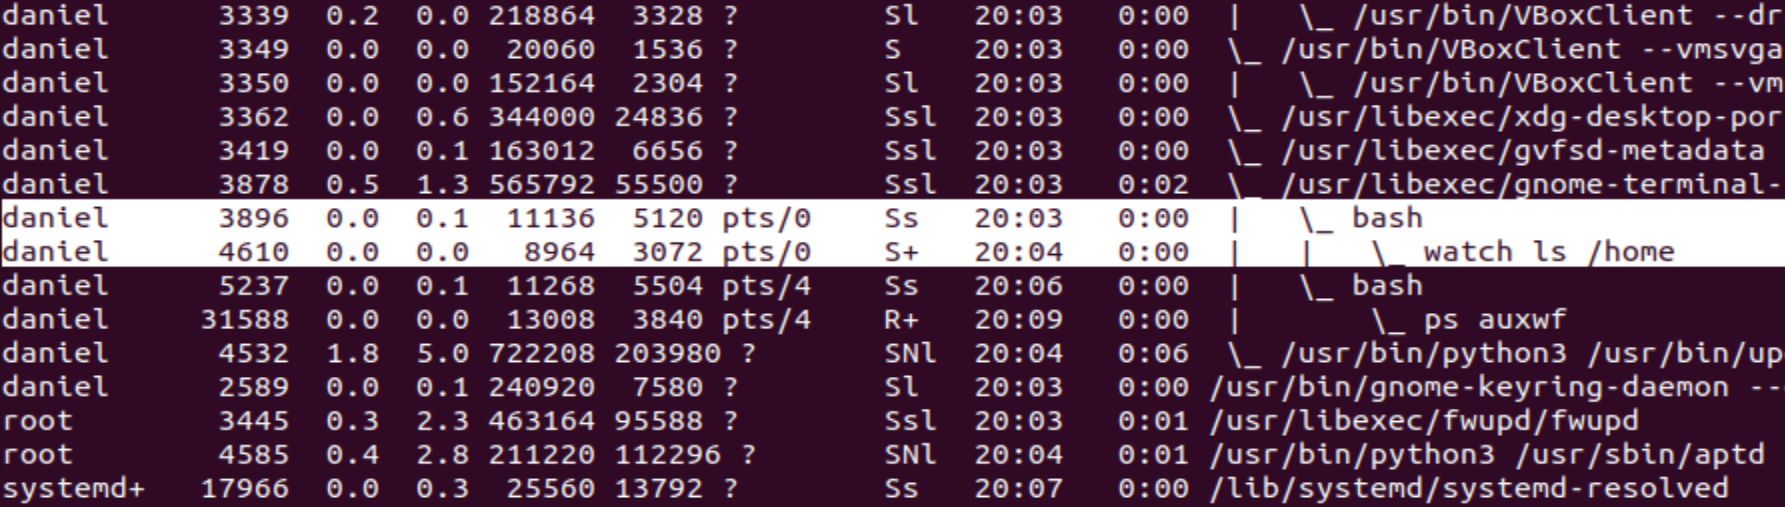 daniel      3339  0.2  0.0 218864  3328 ?        Sl   20:03   0:00  |   \_ /usr/bin/VBoxClient --dr
daniel      3349  0.0  0.0  20060  1536 ?        S    20:03   0:00  \_ /usr/bin/VBoxClient --vmsvga
daniel      3350  0.0  0.0 152164  2304 ?        Sl   20:03   0:00  |   \_ /usr/bin/VBoxClient --vm
daniel      3362  0.0  0.6 344000 24836 ?        Ssl  20:03   0:00  \_ /usr/libexec/xdg-desktop-por
daniel      3419  0.0  0.1 163012  6656 ?        Ssl  20:03   0:00  \_ /usr/libexec/gvfsd-metadata
daniel      3878  0.5  1.3 565792 55500 ?        Ssl  20:03   0:02  \_ /usr/libexec/gnome-terminal-
daniel      3896  0.0  0.1  11136  5120 pts/0    Ss   20:03   0:00  |   \_ bash
daniel      4610  0.0  0.0   8964  3072 pts/0    S+   20:04   0:00  |   |   \_ watch ls /home
daniel      5237  0.0  0.1  11268  5504 pts/4    Ss   20:06   0:00  |   \_ bash
daniel     31588  0.0  0.0  13008  3840 pts/4    R+   20:09   0:00  |       \_ ps auxwf
daniel      4532  1.8  5.0 722208 203980 ?       SNl  20:04   0:06  \_ /usr/bin/python3 /usr/bin/up
daniel      2589  0.0  0.1 240920  7580 ?        Sl   20:03   0:00 /usr/bin/gnome-keyring-daemon --
root        3445  0.3  2.3 463164 95588 ?        Ssl  20:03   0:01 /usr/libexec/fwupd/fwupd
root        4585  0.4  2.8 211220 112296 ?       SNl  20:04   0:01 /usr/bin/python3 /usr/sbin/aptd
systemd+   17966  0.0  0.3  25560 13792 ?        Ss   20:07   0:00 /lib/systemd/systemd-resolved